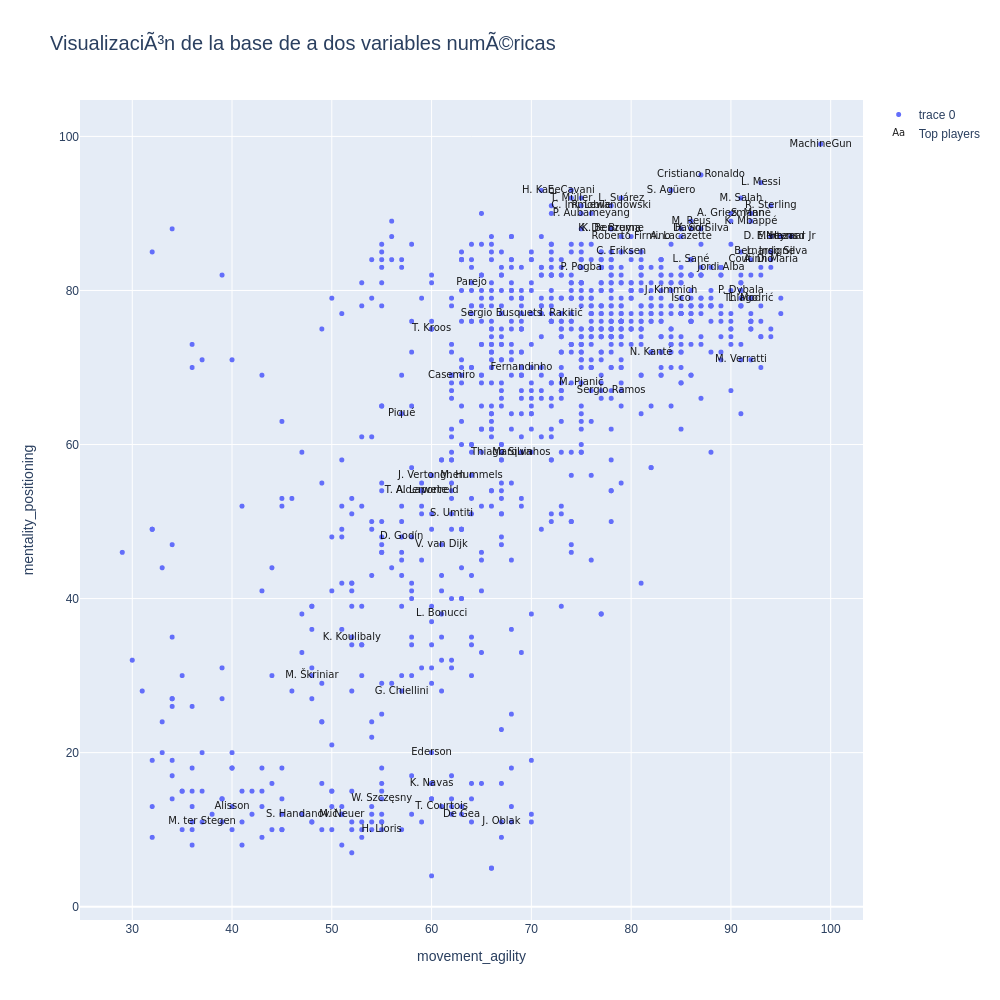 VisualizaciÃ³n de la base de a dos variables numÃ©ricas
trace 0
Aa Top players
100
MachineGun
Cristiano Ronaldo
L. Messi
H. Kane
E. Cavani
S. Agüero
L. Suárez
M. Salah
R. Sterling
P. Aubameyang
A. Griezmann
M. Reus
K. Mbappé
Roberto Firmino
A. Lacazette
C. Eriksen
L. Sané
P. Pogba
Jordi Alba
Parejo
80
J. Kimmich
P. Dybala
Isco
Sergio Busquets
I. Rakitić
T. Kroos
N. Kanté
M. Verratti
Casemiro
Fernandinho
M. Pjanić
Sergio Ramos
Piqué
60
Thiago Silva
Marquinhos
J. Vertonghen
M. Hummels
T. Alderweireld
S. Umtiti
D. Godín
V. van Dijk
40
L. Bonucci
K. Koulibaly
M. Škriniar
G. Chiellini
20
Ederson
K. Navas
W. Szczęsny
Alisson
T. Courtois
S. Handanovič
M. Neuer
De Gea
M. ter Stegen
J. Oblak
H. Lloris
0
30 40 50 60 70 80 90 100
movement_agility
mentality_positioning